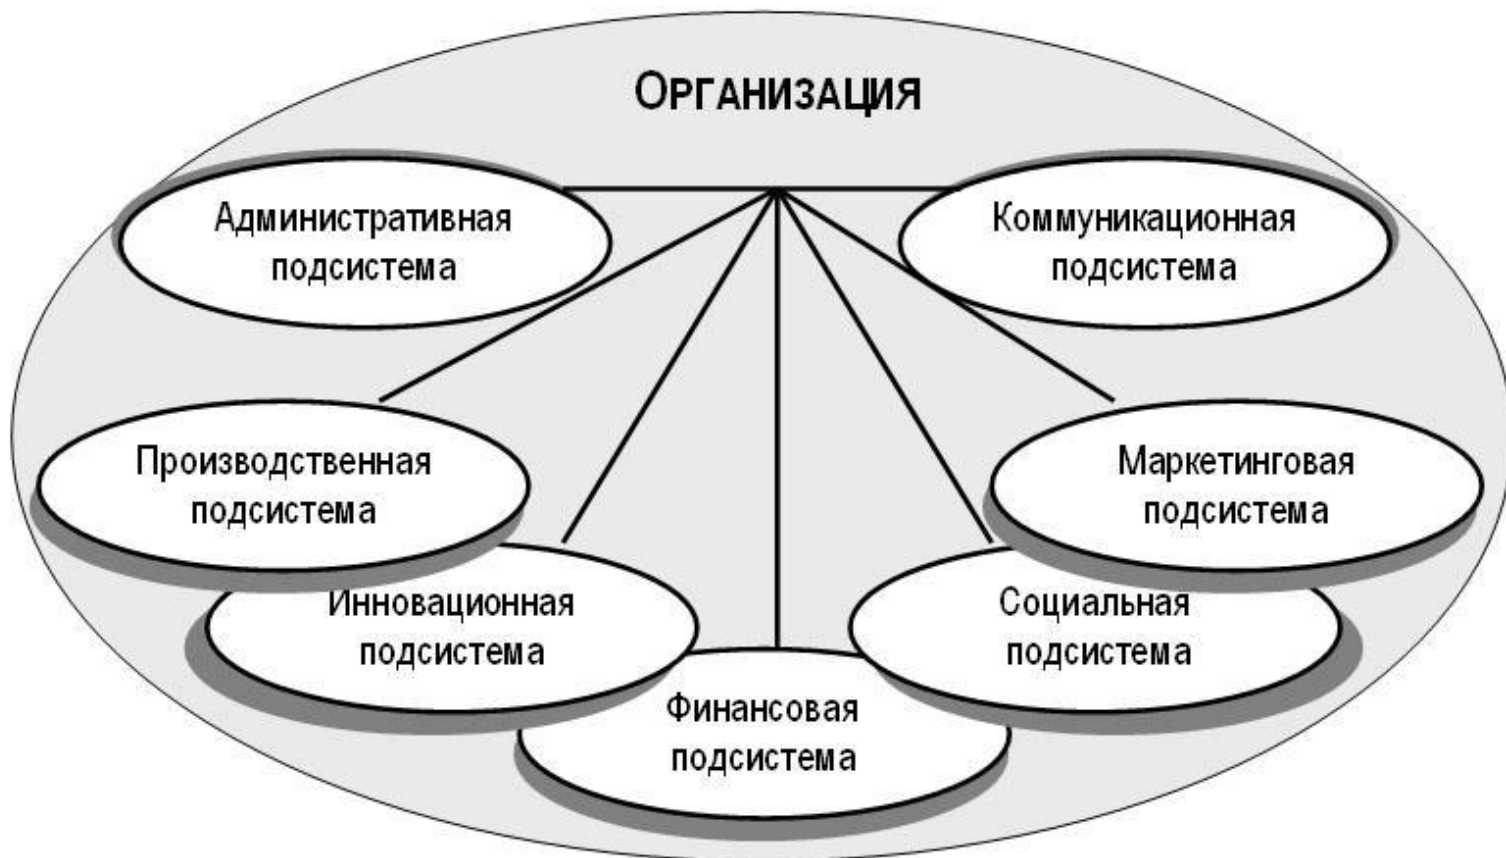 ОРГАНИЗАЦИЯ
Административная
подсистема
Коммуникационная
подсистема
Производственная
подсистема
Маркетинговая
подсистема
Инновационная
подсистема
Социальная
подсистема
Финансовая
подсистема